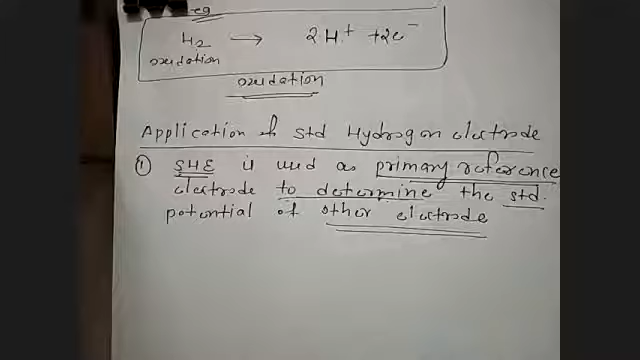 H2 → 2H+ +2e-
oxidation
oxidation
Application of Std Hydrogen electrode
① SHE is used as primary reference
electrode to determine the std.
potential of other electrode